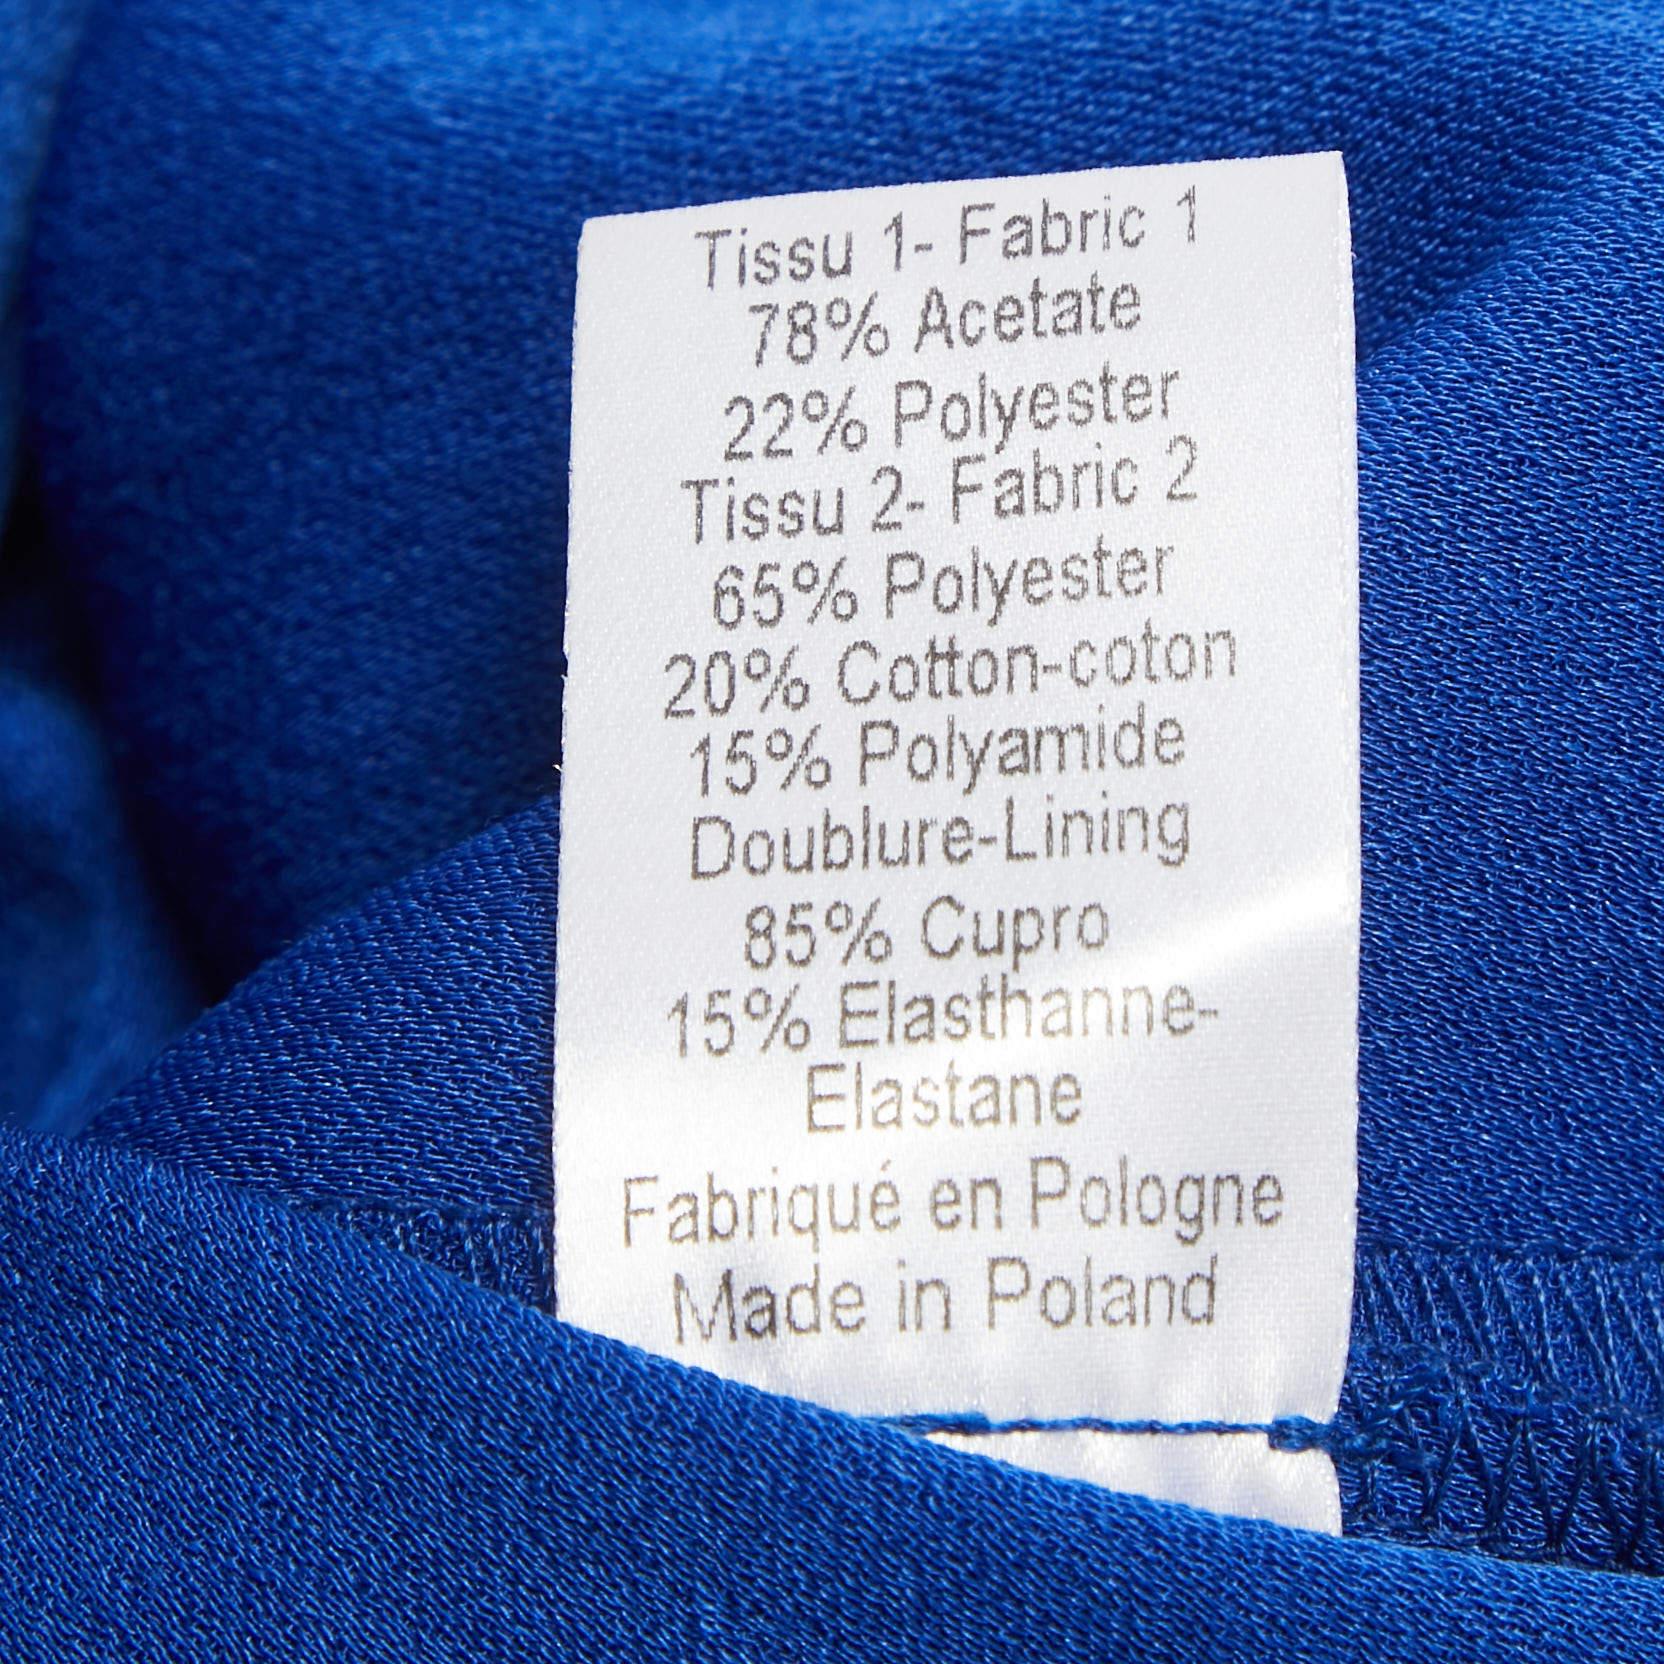 Tissu 1- Fabric 1
78% Acetate
22% Polyester
Tissu 2- Fabric 2
65% Polyester
20% Cotton-coton
15% Polyamide
Doublure-Lining
85% Cupro
15% Elasthanne-
Elastane
Fabriqué en Pologne
Made in Poland